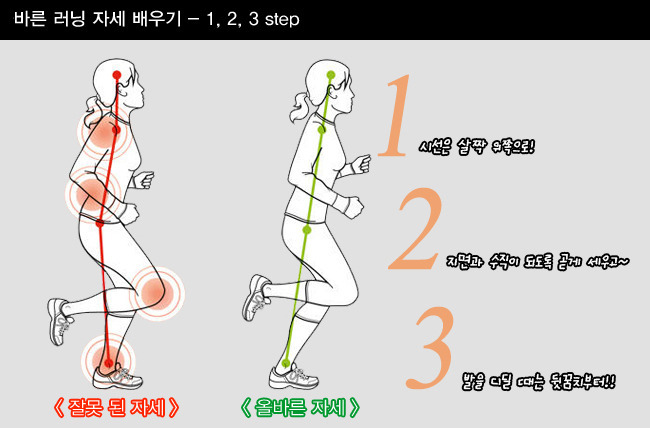 바른 러닝 자세 배우기 – 1, 2, 3 step
1
시선은 살짝 위쪽으로!
2
지면과 수직이 되도록 곧게 세우고~
3
발을 디딜 때는 뒷꿈치부터!!
< 잘못 된 자세 >
< 올바른 자세 >